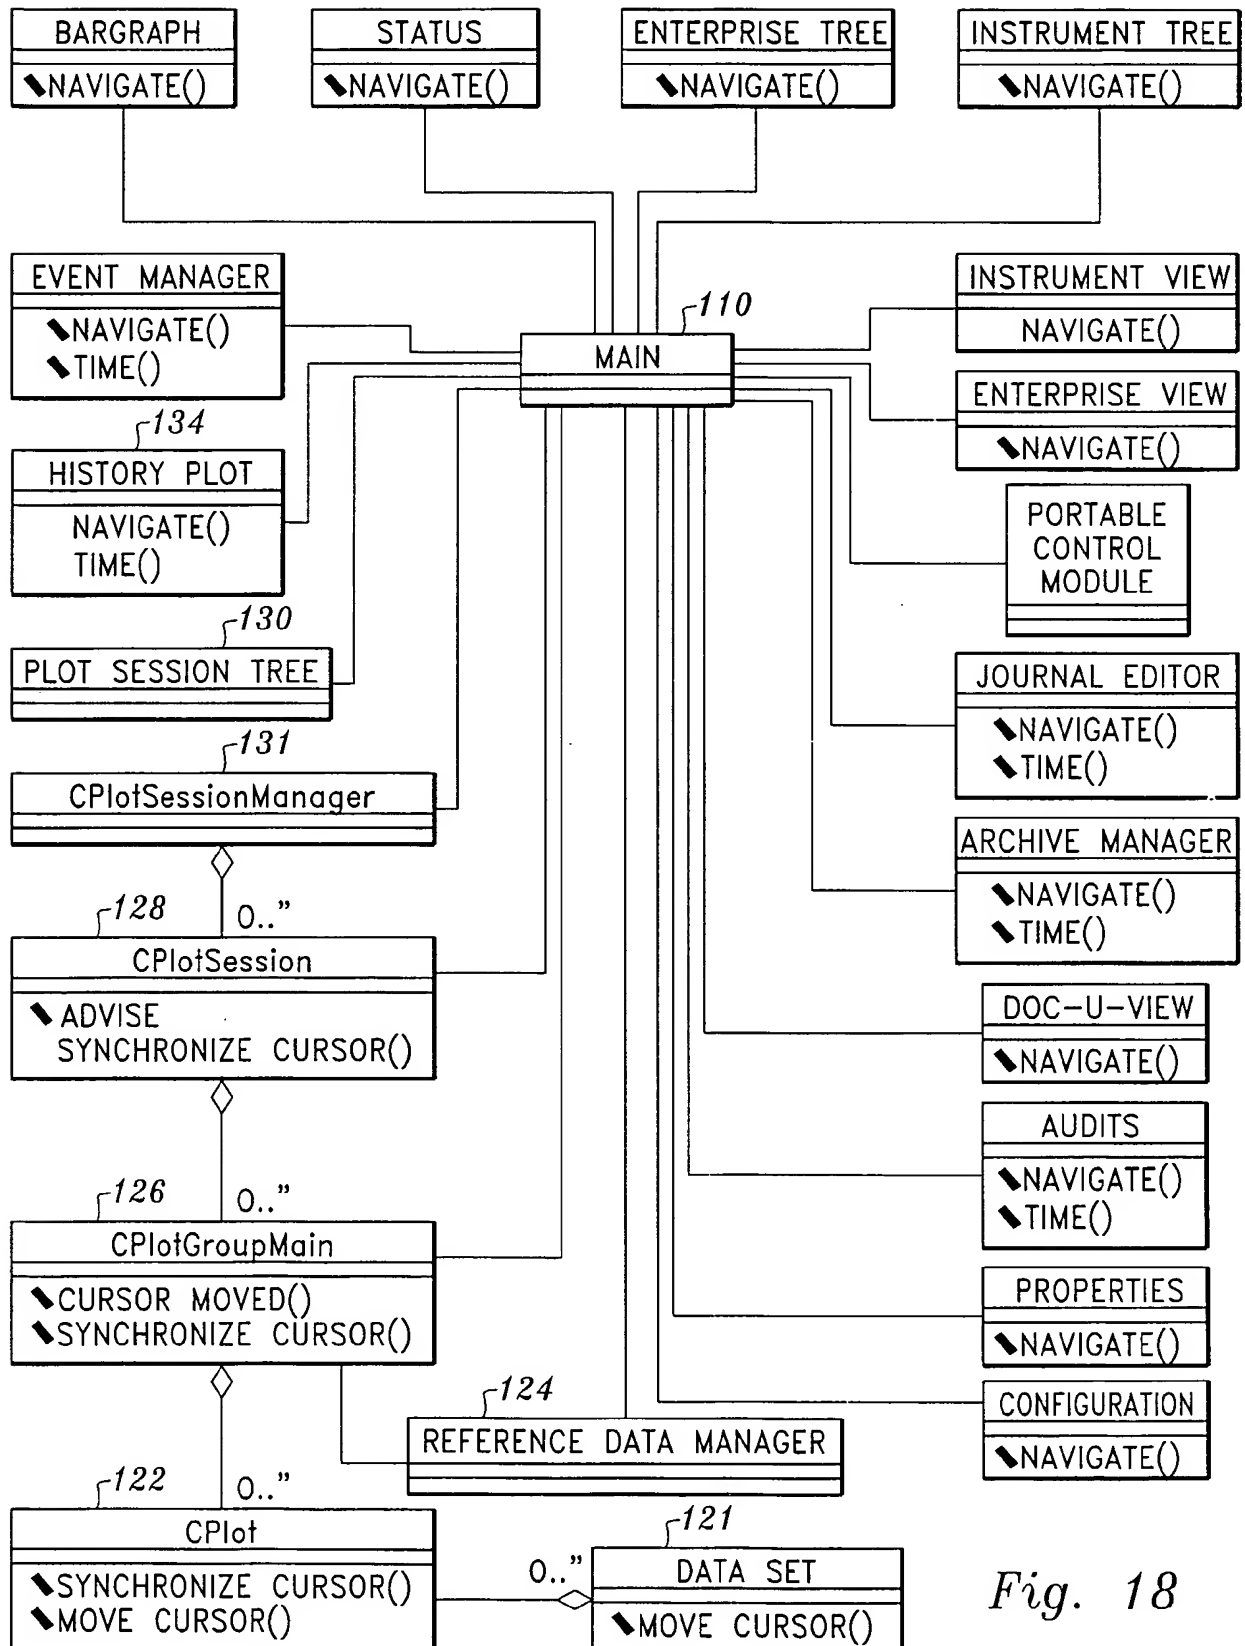 BARGRAPH
NAVIGATE()
STATUS
NAVIGATE()
ENTERPRISE TREE
NAVIGATE()
INSTRUMENT TREE
NAVIGATE()
EVENT MANAGER
NAVIGATE()
TIME()
110
MAIN
INSTRUMENT VIEW
NAVIGATE()
ENTERPRISE VIEW
NAVIGATE()
134
HISTORY PLOT
NAVIGATE()
TIME()
PORTABLE
CONTROL
MODULE
130
PLOT SESSION TREE
JOURNAL EDITOR
NAVIGATE()
TIME()
131
CPlotSessionManager
ARCHIVE MANAGER
NAVIGATE()
TIME()
128
0.."
CPlotSession
ADVISE
SYNCHRONIZE CURSOR()
DOC-U-VIEW
NAVIGATE()
AUDITS
NAVIGATE()
TIME()
126
0.."
CPlotGroupMain
CURSOR MOVED()
SYNCHRONIZE CURSOR()
PROPERTIES
NAVIGATE()
124
REFERENCE DATA MANAGER
CONFIGURATION
NAVIGATE()
122
0.."
CPlot
SYNCHRONIZE CURSOR()
MOVE CURSOR()
121
0.."
DATA SET
MOVE CURSOR()
Fig. 18